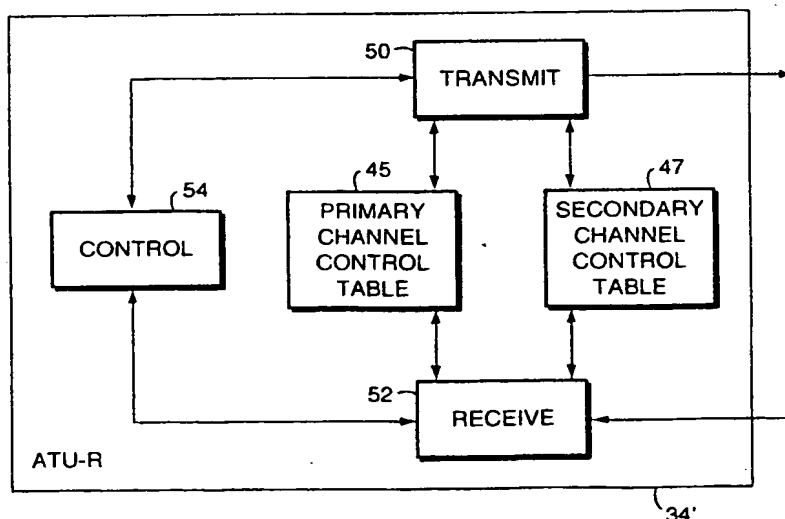 50
TRANSMIT
54
CONTROL
45
PRIMARY
CHANNEL
CONTROL
TABLE
47
SECONDARY
CHANNEL
CONTROL
TABLE
52
RECEIVE
ATU-R
34'